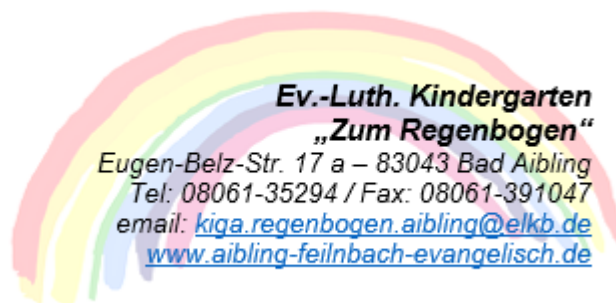 Ev.-Luth. Kindergarten
„Zum Regenbogen“
Eugen-Belz-Str. 17 a – 83043 Bad Aibling
Tel: 08061-35294 / Fax: 08061-391047
email: kiga.regenbogen.aibling@elkb.de
www.aibling-feilnbach-evangelisch.de